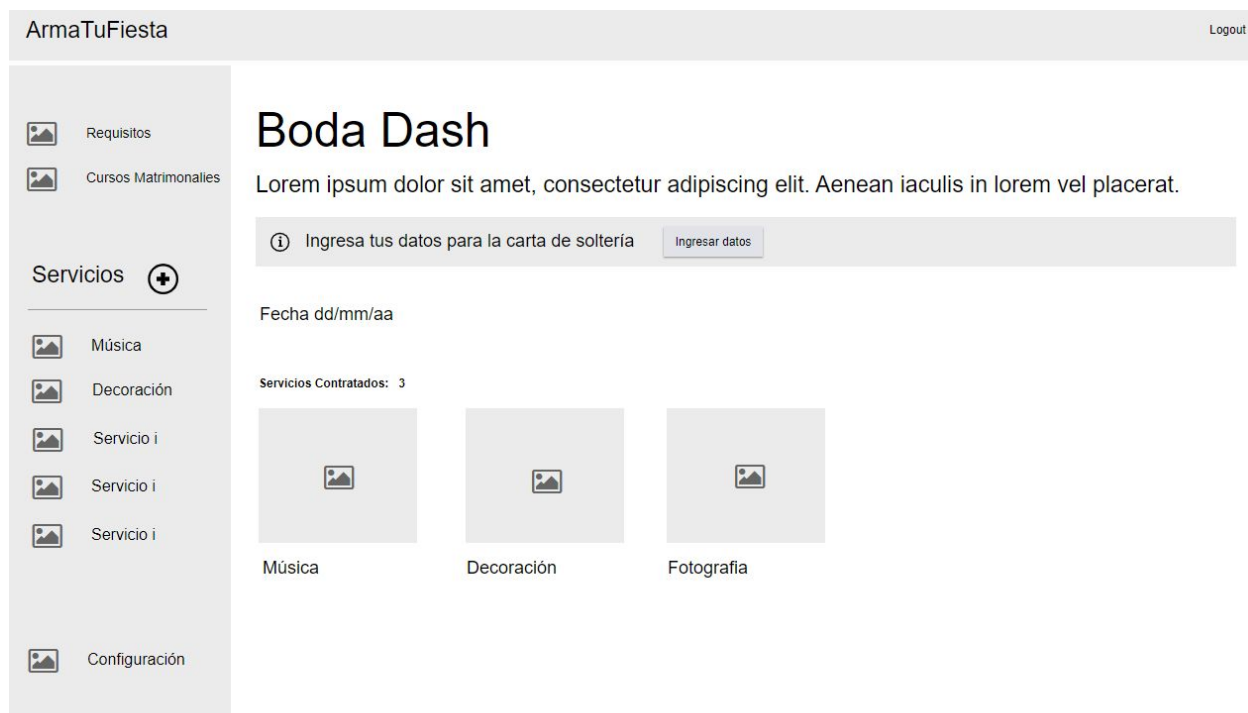 ArmaTuFiesta
Logout
Requisitos
Cursos Matrimonalies
Servicios
Música
Decoración
Servicio i
Servicio i
Servicio i
Configuración
Boda Dash
Lorem ipsum dolor sit amet, consectetur adipiscing elit. Aenean iaculis in lorem vel placerat.
Ingresa tus datos para la carta de soltería
Ingresar datos
Fecha dd/mm/aa
Servicios Contratados: 3
Música
Decoración
Fotografia